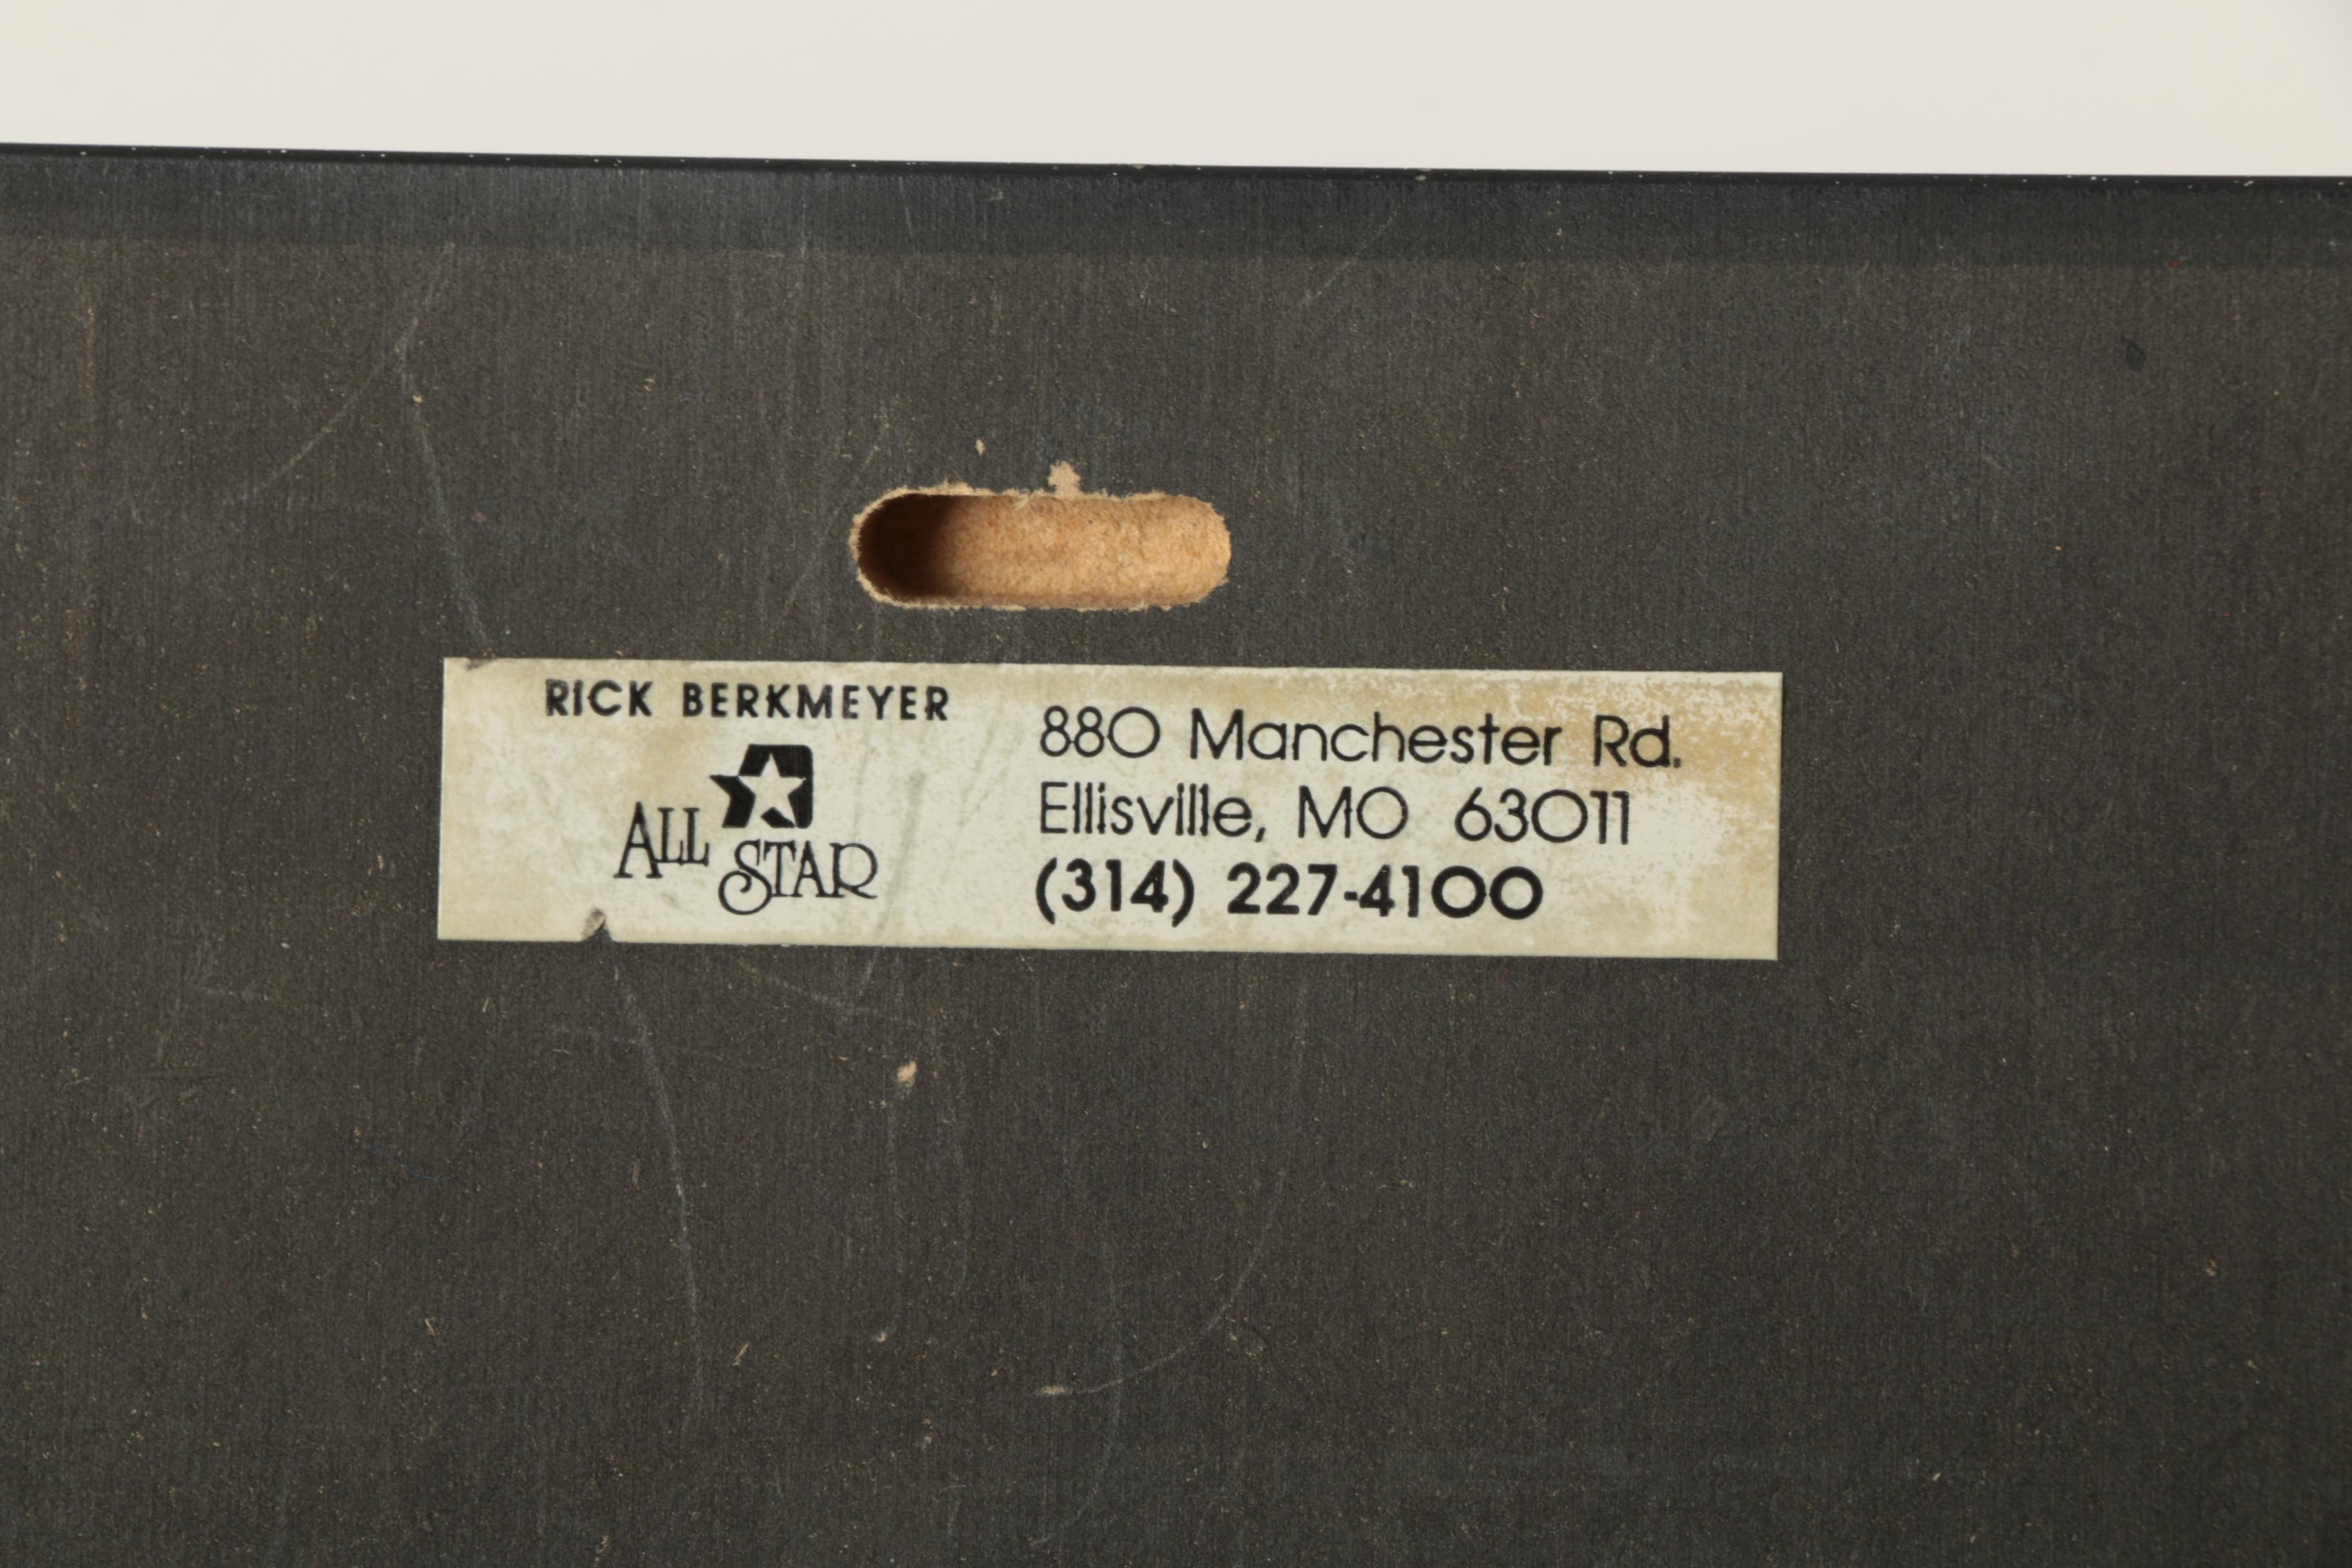 RICK BERKMEYER
ALL STAR
880 Manchester Rd.
Ellisville, MO 63011
(314) 227-4100